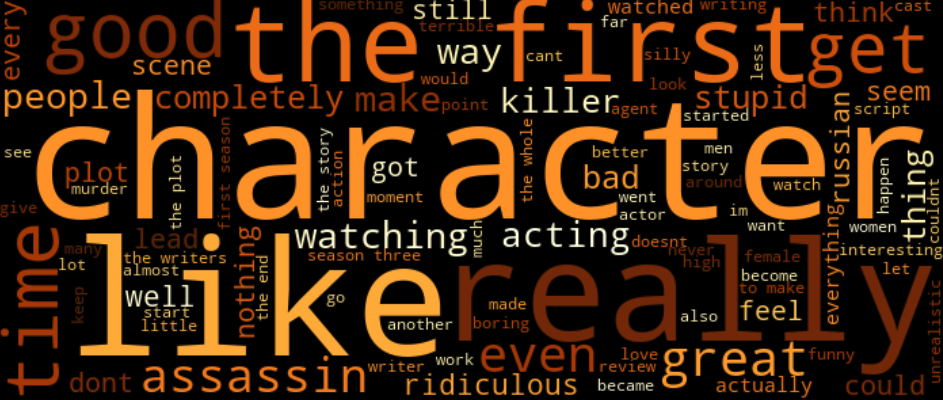 something still watched writing think cast
every good the first get
terrible far
scene way cant silly less
would look
people completely make point killer agent stupid seem
started script
character
see plot murder the plot first season the story action got moment the whole better bad men story around watch russian happen thing
give went actor im want women couldnt
time many lead watching much acting doesnt never high female everything interesting
lot the writers almost nothing the end season three become to make let
like really
keep well start little go another made boring also feel unrealistic
dont assassin writer work even love review great funny
ridiculous became actually could